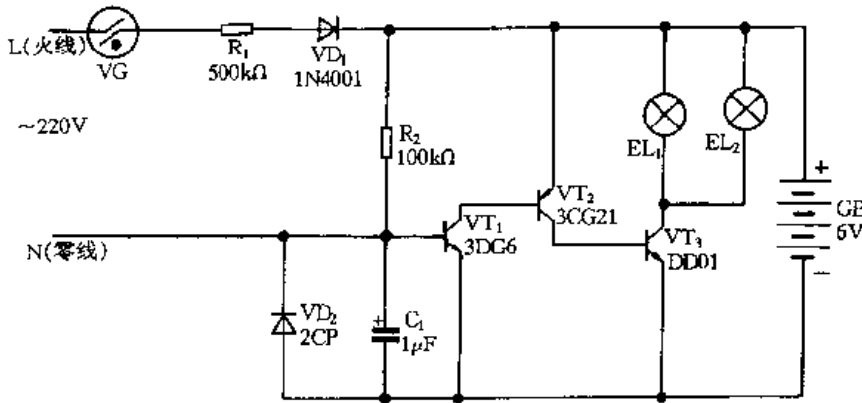 L(火线)
VG
R₁
500kΩ
VD₁
1N4001
~220V
R₂
100kΩ
EL₁
EL₂
VT₁
3DG6
VT₂
3CG21
VT₃
DD01
+
GB
6V
−
N(零线)
VD₂
2CP
+
C₁
1μF